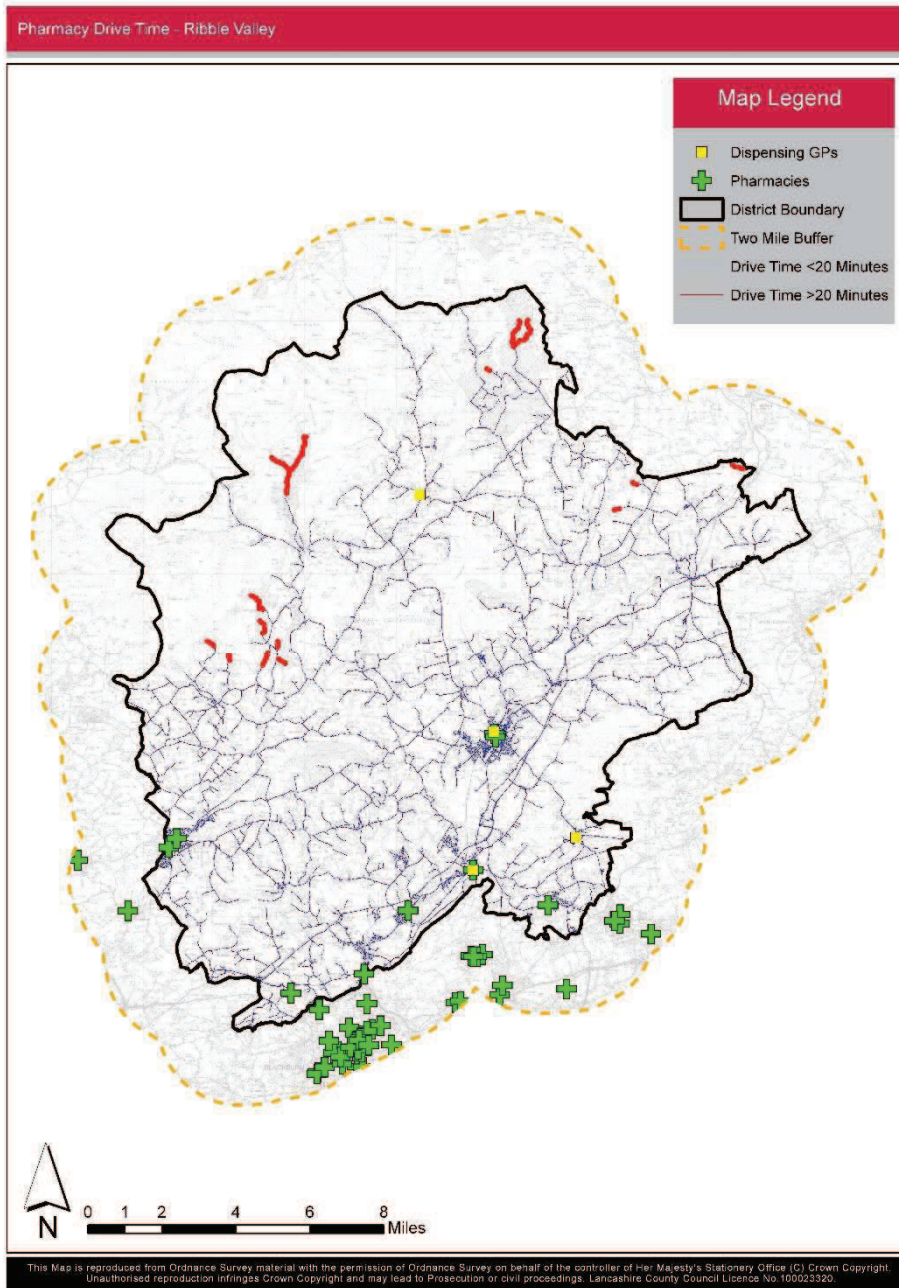 Pharmacy Drive Time - Ribble Valley
Map Legend
Dispensing GPs
Pharmacies
District Boundary
Two Mile Buffer
Drive Time <20 Minutes
Drive Time >20 Minutes
N
0 1 2 4 6 8
Miles
This Map is reproduced from Ordnance Survey material with the permission of Ordnance Survey on behalf of the controller of Her Majesty's Stationery Office (C) Crown Copyright.
Unauthorised reproduction infringes Crown Copyright and may lead to Prosecution or civil proceedings. Lancashire County Council Licence No.100023320.